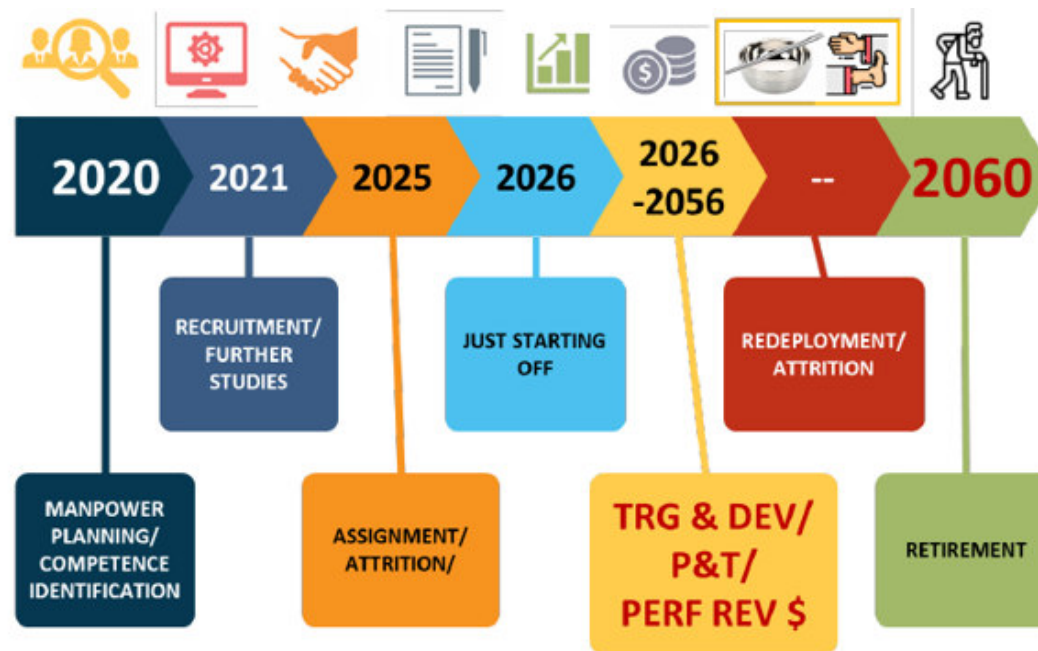 2020
2021
2025
2026
2026
-2056
--
2060
RECRUITMENT/
FURTHER
STUDIES
JUST STARTING
OFF
REDEPLOYMENT/
ATTRITION
MANPOWER
PLANNING/
COMPETENCE
IDENTIFICATION
ASSIGNMENT/
ATTRITION/
TRG & DEV/
P&T/
PERF REV $
RETIREMENT